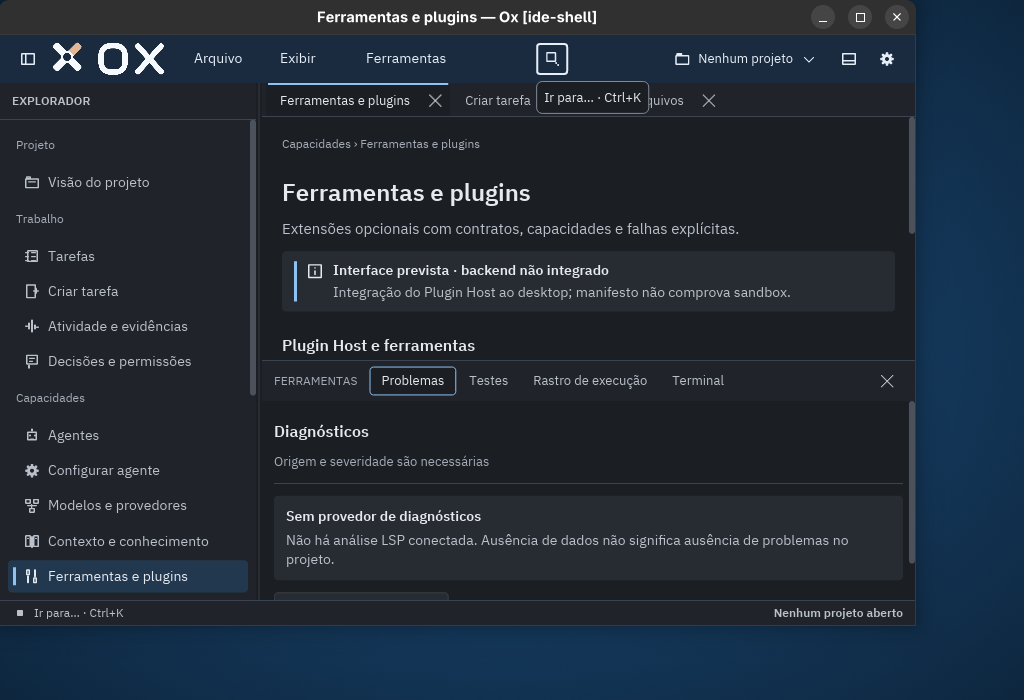 Ferramentas e plugins — Ox [ide-shell]
OX Arquivo Exibir Ferramentas Nenhum projeto
EXPLORADOR
Ferramentas e plugins Criar tarefa quivos
Ir para... · Ctrl+K
Projeto
Visão do projeto
Trabalho
Tarefas
Criar tarefa
Atividade e evidências
Decisões e permissões
Capacidades
Agentes
Configurar agente
Modelos e provedores
Contexto e conhecimento
Ferramentas e plugins
Capacidades › Ferramentas e plugins
Ferramentas e plugins
Extensões opcionais com contratos, capacidades e falhas explícitas.
Interface prevista · backend não integrado
Integração do Plugin Host ao desktop; manifesto não comprova sandbox.
Plugin Host e ferramentas
FERRAMENTAS Problemas Testes Rastro de execução Terminal
Diagnósticos
Origem e severidade são necessárias
Sem provedor de diagnósticos
Não há análise LSP conectada. Ausência de dados não significa ausência de problemas no
projeto.
Ir para... · Ctrl+K Nenhum projeto aberto